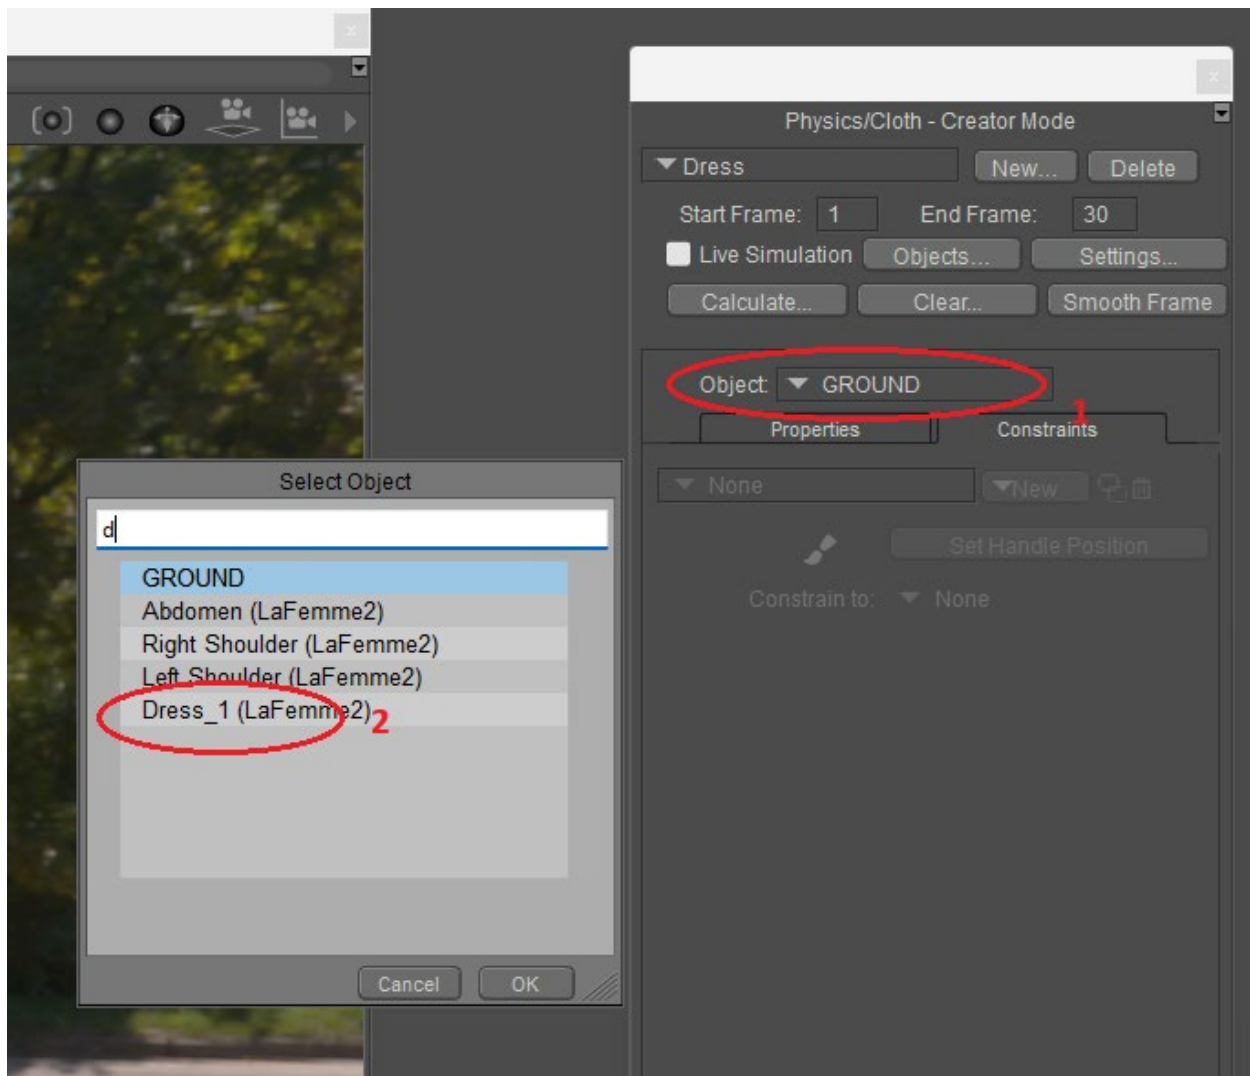 Physics/Cloth - Creator Mode
Dress New... Delete
Start Frame: 1 End Frame: 30
Live Simulation Objects... Settings...
Calculate... Clear... Smooth Frame
Object: GROUND
1
Properties Constraints
None New
Set Handle Position
Constrain to: None
Select Object
d
GROUND
Abdomen (LaFemme2)
Right Shoulder (LaFemme2)
Left Shoulder (LaFemme2)
Dress_1 (LaFemme2)
2
Cancel OK